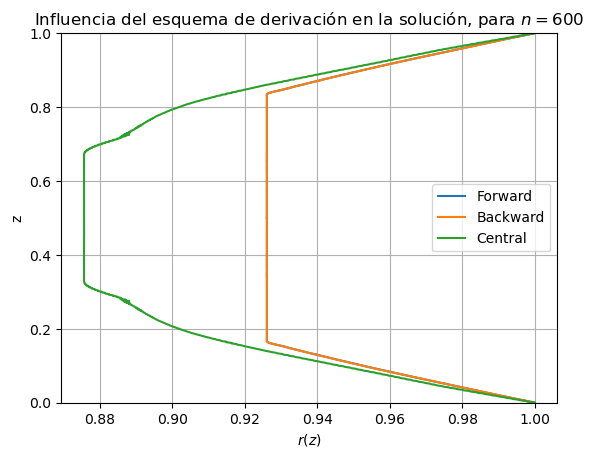 Influencia del esquema de derivación en la solución, para n = 600
1.0
0.8
0.6
0.4
0.2
0.0
z
Forward
Backward
Central
0.88 0.90 0.92 0.94 0.96 0.98 1.00
r(z)